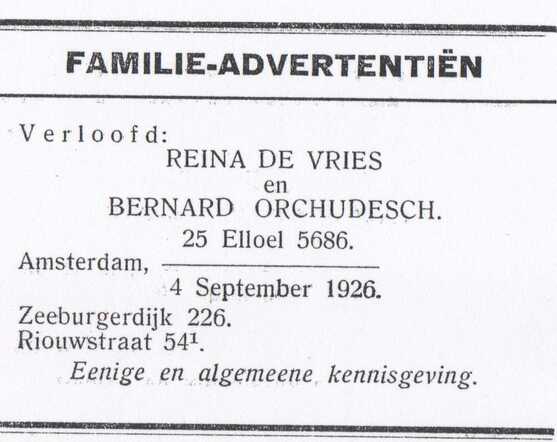 FAMILIE-ADVERTENTIËN
Verloofd:
REINA DE VRIES
en
BERNARD ORCHUDESCH.
25 Elloel 5686.
Amsterdam,
4 September 1926.
Zeeburgerdijk 226.
Riouwstraat 54¹.
Eenige en algemeene kennisgeving.